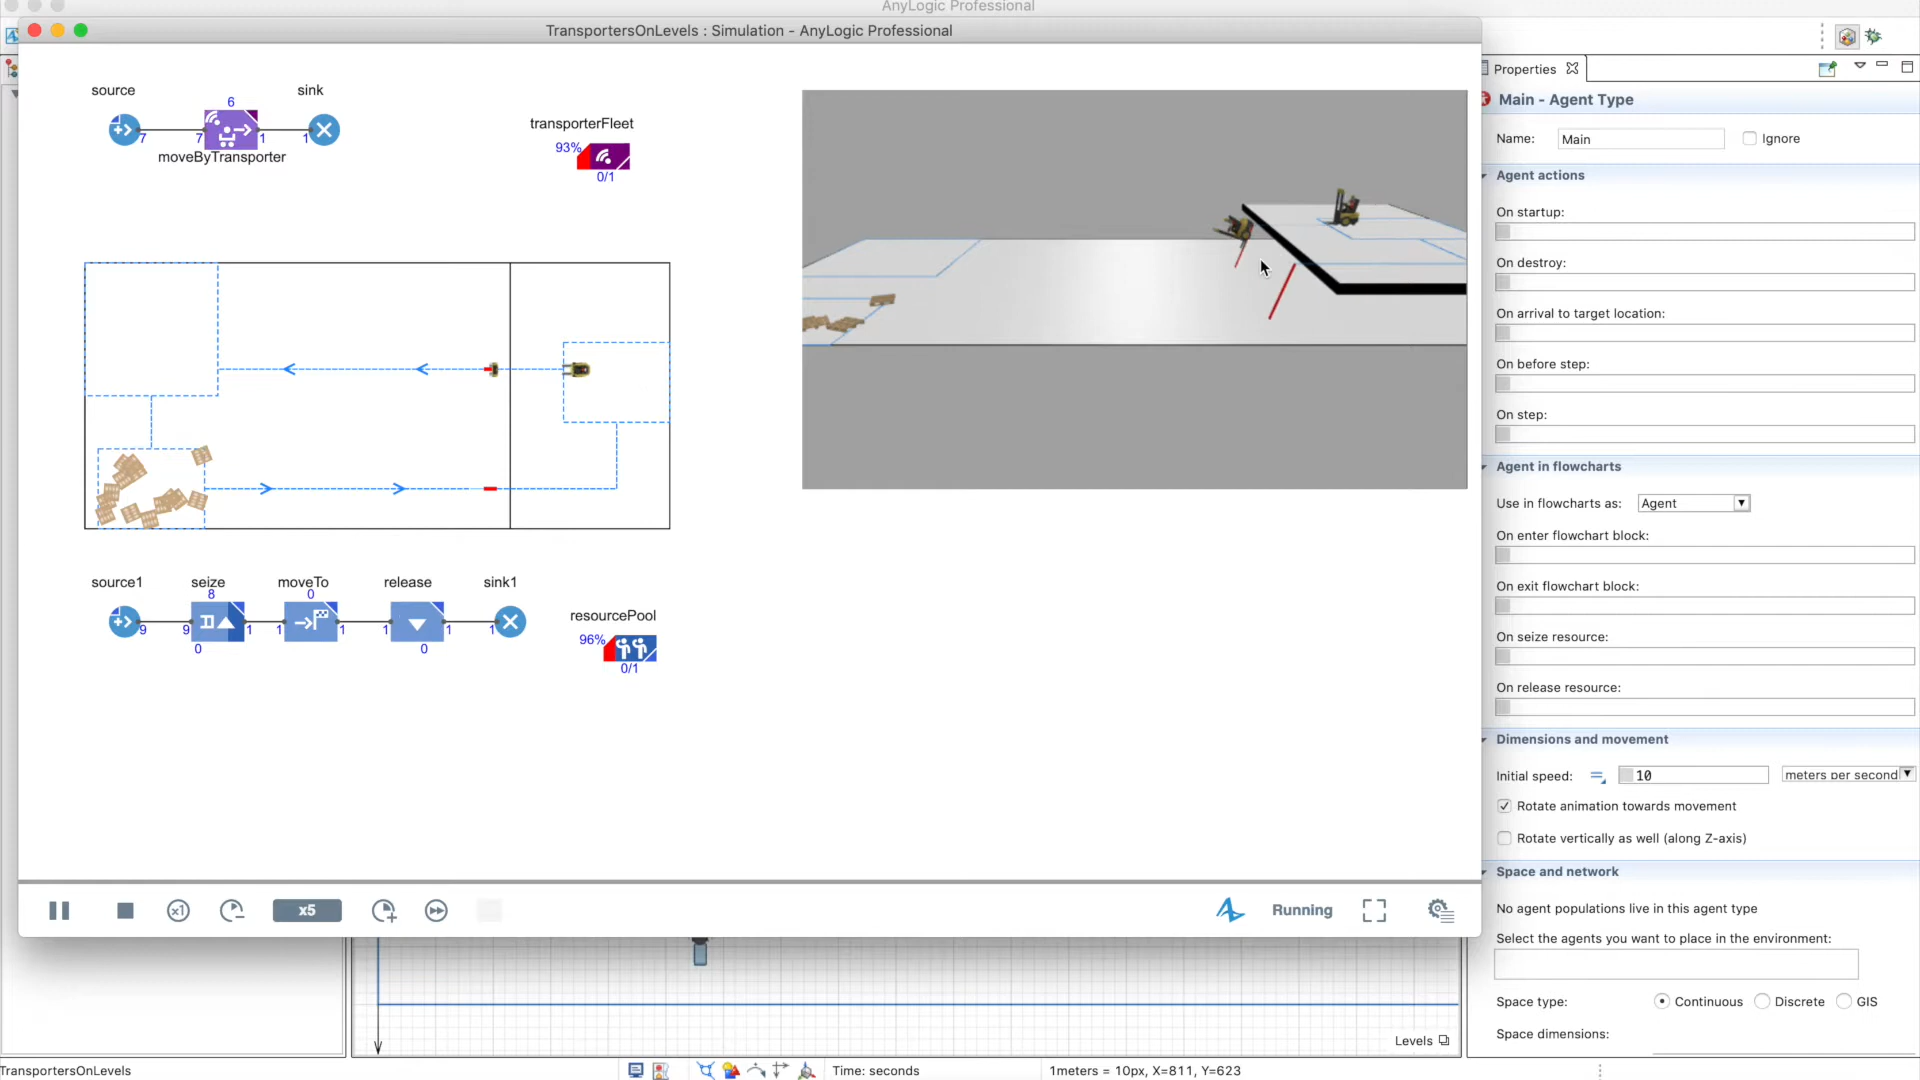 AnyLogic Professional
TransportersOnLevels : Simulation - AnyLogic Professional
source
sink
6
7
7
1
1
moveByTransporter
transporterFleet
93%
0/1
source1
seize
moveTo
release
sink1
8
0
9
9
1
1
1
1
1
1
0
0
resourcePool
96%
0/1
x1
x5
Running
Properties
Main - Agent Type
Name:
Main
Ignore
Agent actions
On startup:
On destroy:
On arrival to target location:
On before step:
On step:
Agent in flowcharts
Use in flowcharts as:
Agent
On enter flowchart block:
On exit flowchart block:
On seize resource:
On release resource:
Dimensions and movement
Initial speed:
10
meters per second
Rotate animation towards movement
Rotate vertically as well (along Z-axis)
Space and network
No agent populations live in this agent type
Select the agents you want to place in the environment:
Space type:
Continuous
Discrete
GIS
Space dimensions:
Levels
TransportersOnLevels
Time: seconds
1meters = 10px, X=811, Y=623